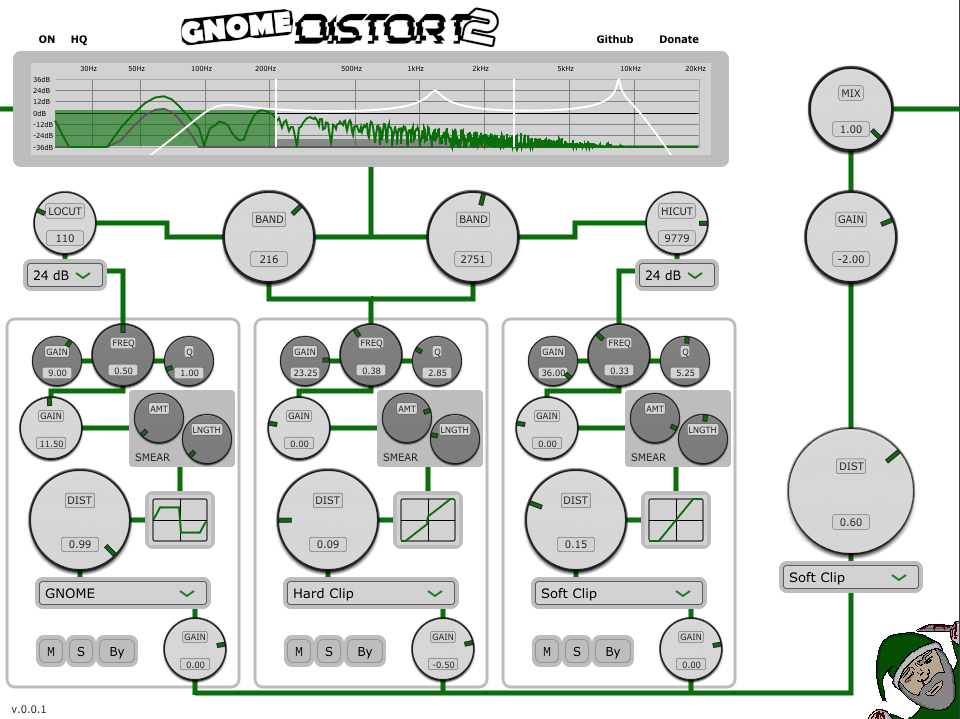 GNOME DISTORT 2
ON HQ
Github Donate
30Hz 50Hz 100Hz 200Hz 500Hz 1kHz 2kHz 5kHz 10kHz 20kHz
36dB
24dB
12dB
0dB
-12dB
-24dB
-36dB
MIX
1.00
LOCUT
110
BAND
216
BAND
2751
HICUT
9779
GAIN
-2.00
24 dB
24 dB
GAIN
9.00
FREQ
0.50
Q
1.00
GAIN
11.50
AMT
LNGTH
SMEAR
DIST
0.99
GNOME
M S By
GAIN
0.00
GAIN
23.25
FREQ
0.38
Q
2.85
GAIN
0.00
AMT
LNGTH
SMEAR
DIST
0.09
Hard Clip
M S By
GAIN
-0.50
GAIN
36.00
FREQ
0.33
Q
5.25
GAIN
0.00
AMT
LNGTH
SMEAR
DIST
0.15
Soft Clip
M S By
GAIN
0.00
DIST
0.60
Soft Clip
v.0.0.1